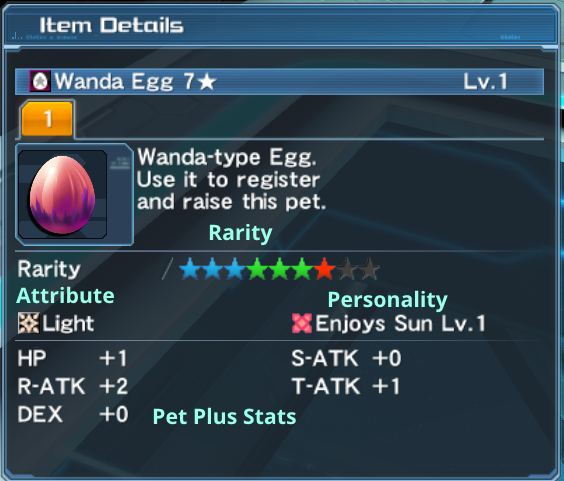 Item Details
Wanda Egg 7★ Lv.1
1
Wanda-type Egg.
Use it to register
and raise this pet.
Rarity
Rarity / ★★★★★★★★★
Attribute Personality
Light Enjoys Sun Lv.1
HP +1 S-ATK +0
R-ATK +2 T-ATK +1
DEX +0 Pet Plus Stats